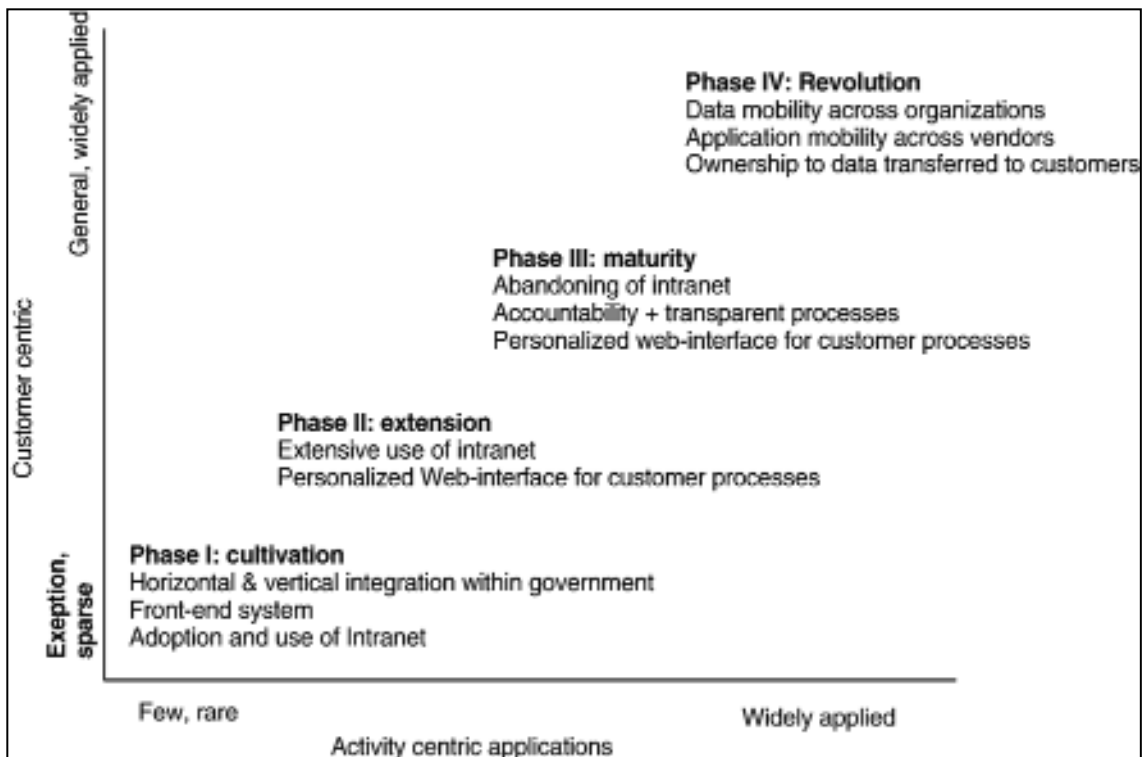 General, widely applied
Customer centric
Exeption,
sparse
Phase IV: Revolution
Data mobility across organizations
Application mobility across vendors
Ownership to data transferred to customers
Phase III: maturity
Abandoning of intranet
Accountability + transparent processes
Personalized web-interface for customer processes
Phase II: extension
Extensive use of intranet
Personalized Web-interface for customer processes
Phase I: cultivation
Horizontal & vertical integration within government
Front-end system
Adoption and use of Intranet
Few, rare
Widely applied
Activity centric applications